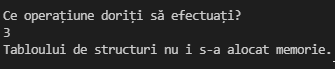 Ce operațiune doriți să efectuați?
3
Tabloului de structuri nu i s-a alocat memorie.